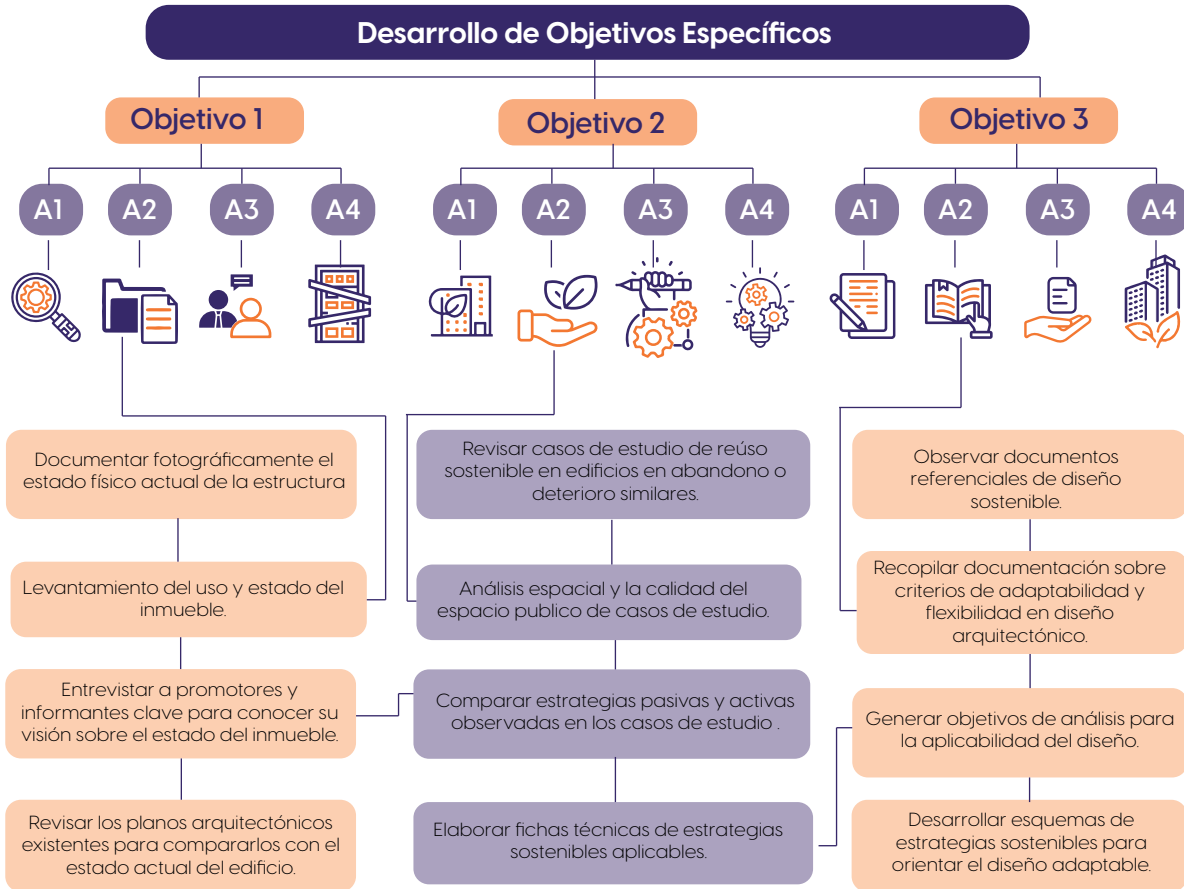 Desarrollo de Objetivos Específicos
Objetivo 1
Objetivo 2
Objetivo 3
A1
A2
A3
A4
A1
A2
A3
A4
A1
A2
A3
A4
Documentar fotográficamente el
estado físico actual de la estructura
Levantamiento del uso y estado del
inmueble.
Entrevistar a promotores y
informantes clave para conocer su
visión sobre el estado del inmueble.
Revisar los planos arquitectónicos
existentes para compararlos con el
estado actual del edificio.
Revisar casos de estudio de reúso
sostenible en edificios en abandono o
deterioro similares.
Análisis espacial y la calidad del
espacio publico de casos de estudio.
Comparar estrategias pasivas y activas
observadas en los casos de estudio .
Elaborar fichas técnicas de estrategias
sostenibles aplicables.
Observar documentos
referenciales de diseño
sostenible.
Recopilar documentación sobre
criterios de adaptabilidad y
flexibilidad en diseño
arquitectónico.
Generar objetivos de análisis para
la aplicabilidad del diseño.
Desarrollar esquemas de
estrategias sostenibles para
orientar el diseño adaptable.